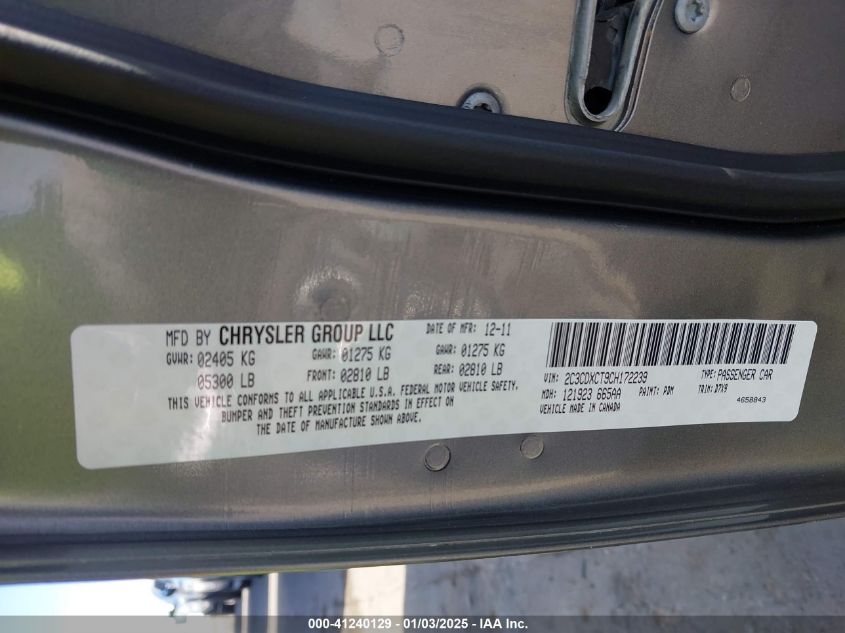 MFD BY CHRYSLER GROUP LLC DATE OF MFR: 12-11
GVWR: 02405 KG GAWR: 01275 KG GAWR: 01275 KG
05300 LB FRONT: 02810 LB REAR: 02810 LB
THIS VEHICLE CONFORMS TO ALL APPLICABLE U.S.A. FEDERAL MOTOR VEHICLE SAFETY,
BUMPER AND THEFT PREVENTION STANDARDS IN EFFECT ON
THE DATE OF MANUFACTURE SHOWN ABOVE.
VIN: 2C3CDXCT9CH172239 TYPE: PASSENGER CAR
MDH: 121923 665AA PAINT: PDM TRIM: D7X9
VEHICLE MADE IN CANADA 4658843
000-41240129 - 01/03/2025 - IAA Inc.